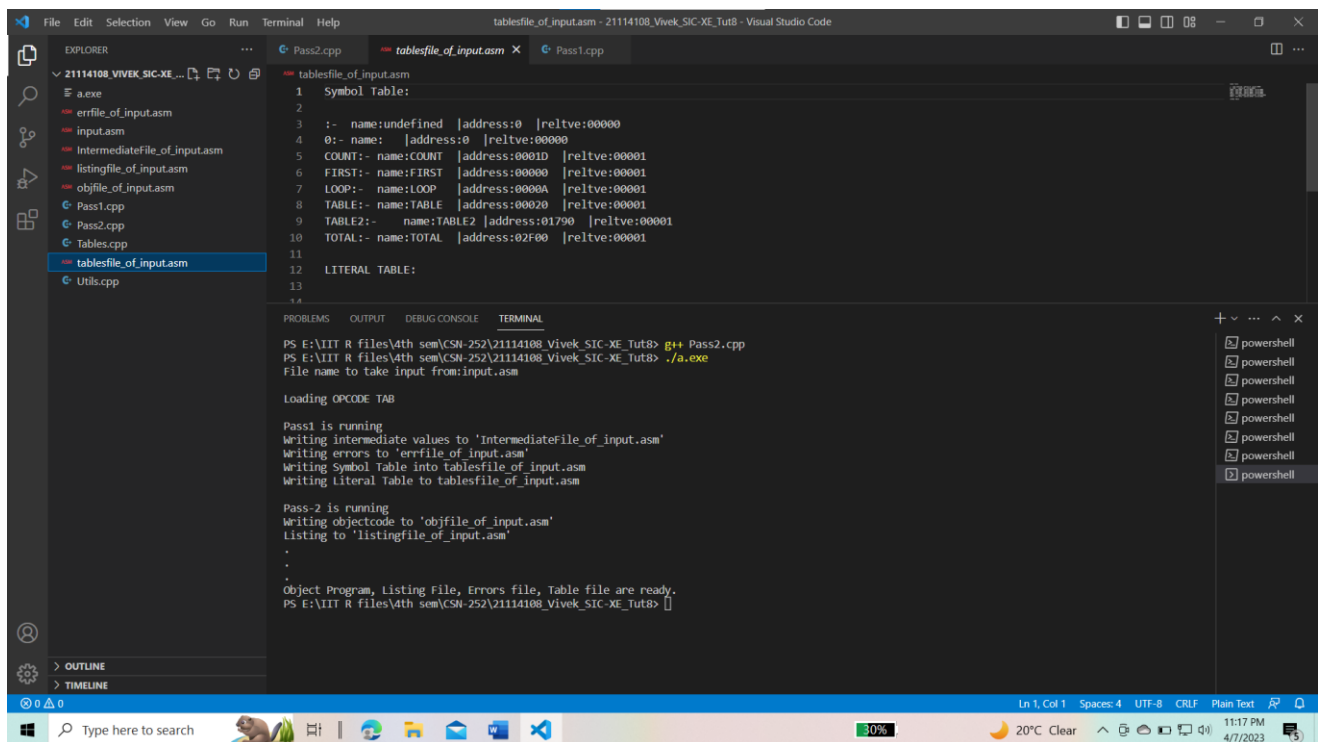 File Edit Selection View Go Run Terminal Help
tablesfile_of_input.asm - 21114108_Vivek_SIC-XE_Tut8 - Visual Studio Code
EXPLORER
21114108_VIVEK_SIC-XE_...
a.exe
errfile_of_input.asm
input.asm
IntermediateFile_of_input.asm
listingfile_of_input.asm
objfile_of_input.asm
Pass1.cpp
Pass2.cpp
Tables.cpp
tablesfile_of_input.asm
Utils.cpp
OUTLINE
TIMELINE
Pass2.cpp tablesfile_of_input.asm Pass1.cpp
tablesfile_of_input.asm
1 Symbol Table:
2
3 :- name:undefined |address:0 |reltve:00000
4 0:- name: |address:0 |reltve:00000
5 COUNT:- name:COUNT |address:0001D |reltve:00001
6 FIRST:- name:FIRST |address:00000 |reltve:00001
7 LOOP:- name:LOOP |address:0000A |reltve:00001
8 TABLE:- name:TABLE |address:00020 |reltve:00001
9 TABLE2:- name:TABLE2 |address:01790 |reltve:00001
10 TOTAL:- name:TOTAL |address:02F00 |reltve:00001
11
12 LITERAL TABLE:
13
14
PROBLEMS OUTPUT DEBUG CONSOLE TERMINAL
PS E:\IIT R files\4th sem\CSN-252\21114108_Vivek_SIC-XE_Tut8> g++ Pass2.cpp
PS E:\IIT R files\4th sem\CSN-252\21114108_Vivek_SIC-XE_Tut8> ./a.exe
File name to take input from:input.asm
Loading OPCODE TAB
Pass1 is running
Writing intermediate values to 'IntermediateFile_of_input.asm'
Writing errors to 'errfile_of_input.asm'
Writing Symbol Table into tablesfile_of_input.asm
Writing Literal Table to tablesfile_of_input.asm
Pass-2 is running
Writing objectcode to 'objfile_of_input.asm'
Listing to 'listingfile_of_input.asm'
.
.
.
Object Program, Listing File, Errors file, Table file are ready.
PS E:\IIT R files\4th sem\CSN-252\21114108_Vivek_SIC-XE_Tut8>
powershell
powershell
powershell
powershell
powershell
powershell
powershell
powershell
0 0
Ln 1, Col 1 Spaces: 4 UTF-8 CRLF Plain Text
Type here to search
30%
20°C Clear
11:17 PM
4/7/2023
5